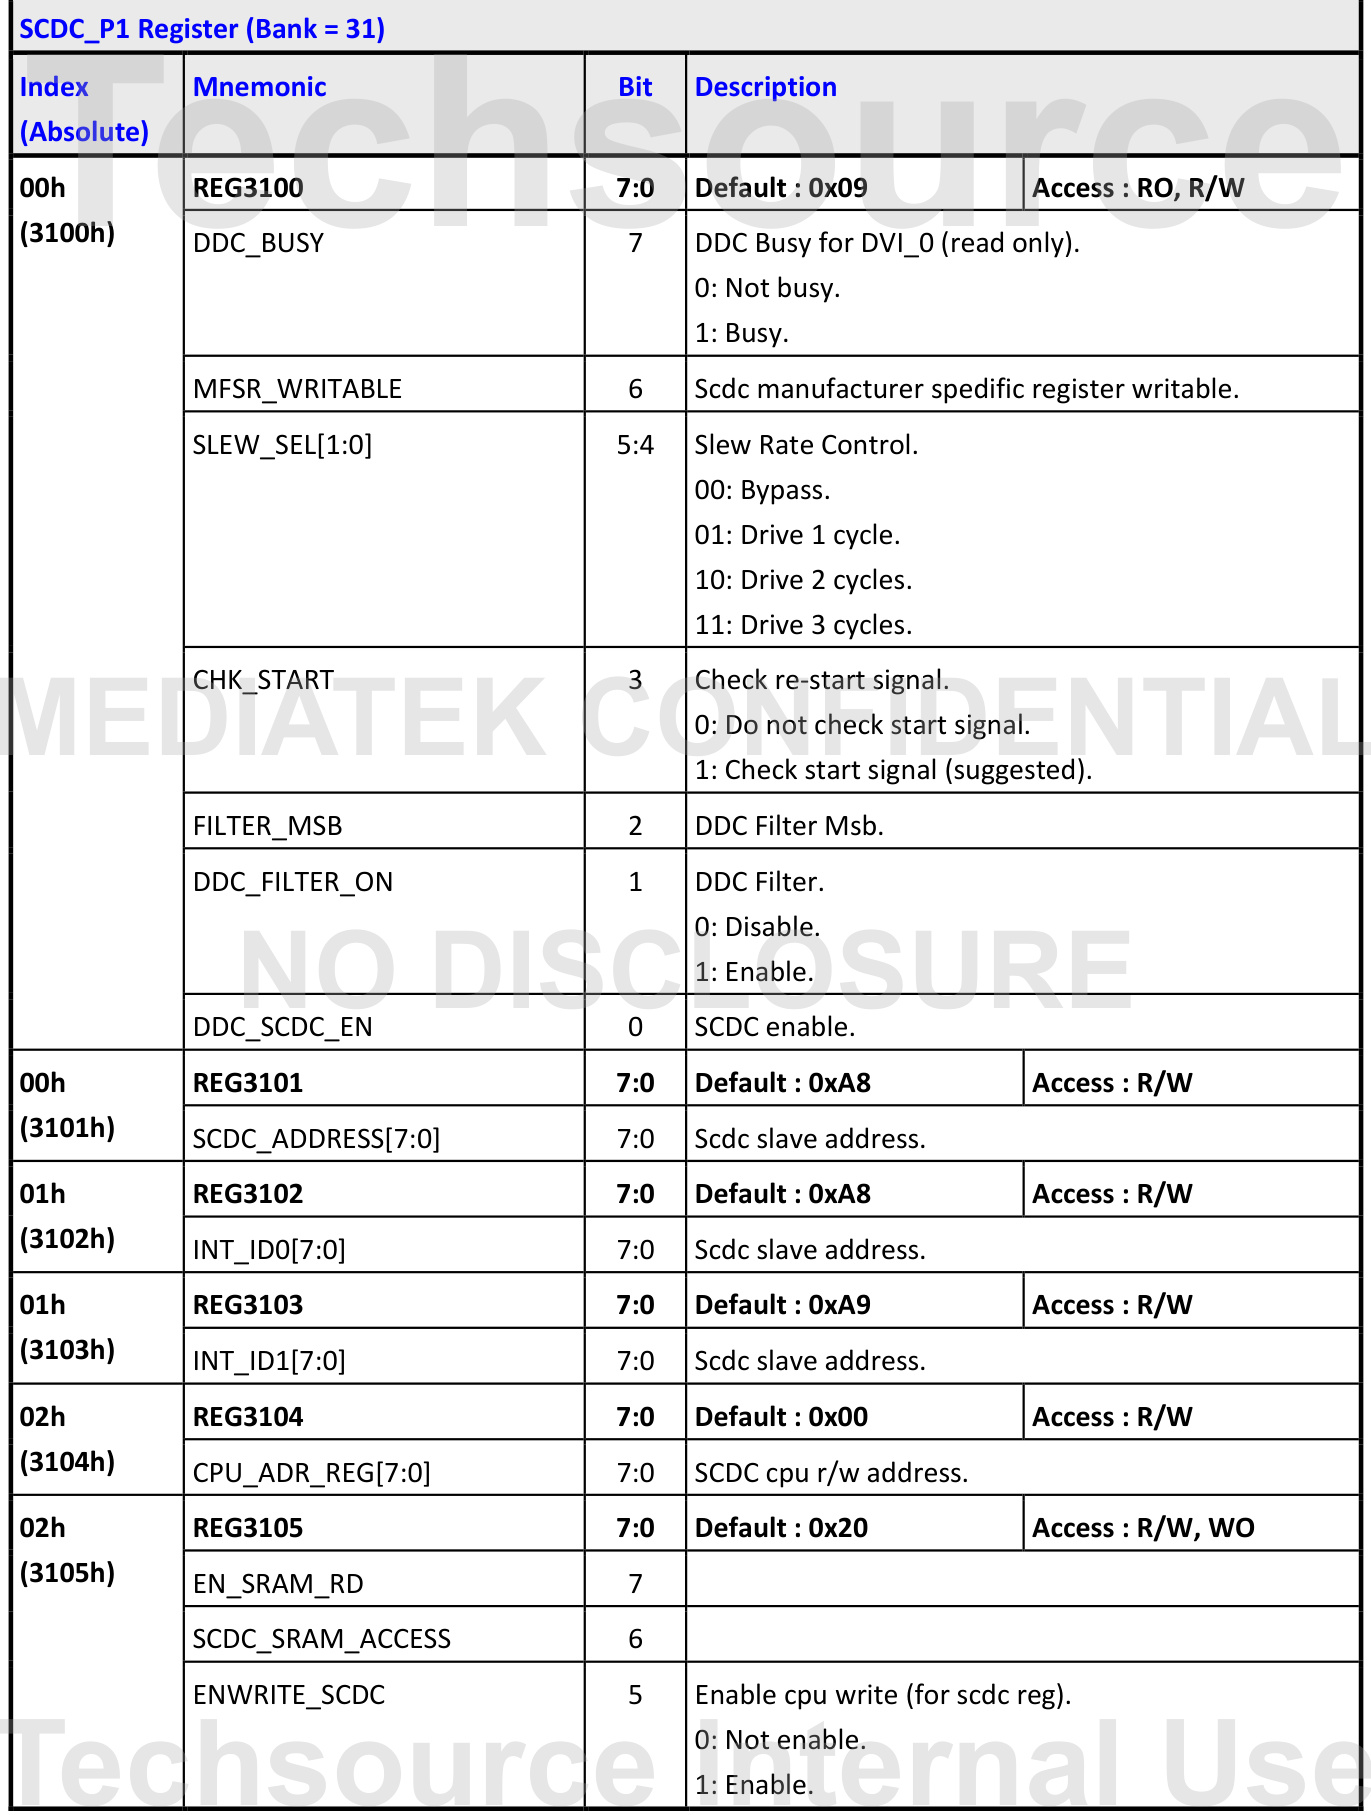 SCDC_P1 Register (Bank = 31)
Index (Absolute) Mnemonic Bit Description
00h (3100h) REG3100 7:0 Default : 0x09 Access : RO, R/W
DDC_BUSY 7 DDC Busy for DVI_0 (read only).
0: Not busy.
1: Busy.
MFSR_WRITABLE 6 Scdc manufacturer spedific register writable.
SLEW_SEL[1:0] 5:4 Slew Rate Control.
00: Bypass.
01: Drive 1 cycle.
10: Drive 2 cycles.
11: Drive 3 cycles.
CHK_START 3 Check re-start signal.
0: Do not check start signal.
1: Check start signal (suggested).
FILTER_MSB 2 DDC Filter Msb.
DDC_FILTER_ON 1 DDC Filter.
0: Disable.
1: Enable.
DDC_SCDC_EN 0 SCDC enable.
00h (3101h) REG3101 7:0 Default : 0xA8 Access : R/W
SCDC_ADDRESS[7:0] 7:0 Scdc slave address.
01h (3102h) REG3102 7:0 Default : 0xA8 Access : R/W
INT_ID0[7:0] 7:0 Scdc slave address.
01h (3103h) REG3103 7:0 Default : 0xA9 Access : R/W
INT_ID1[7:0] 7:0 Scdc slave address.
02h (3104h) REG3104 7:0 Default : 0x00 Access : R/W
CPU_ADR_REG[7:0] 7:0 SCDC cpu r/w address.
02h (3105h) REG3105 7:0 Default : 0x20 Access : R/W, WO
EN_SRAM_RD 7
SCDC_SRAM_ACCESS 6
ENWRITE_SCDC 5 Enable cpu write (for scdc reg).
0: Not enable.
1: Enable.
Techsource
MEDIATEK CONFIDENTIAL
NO DISCLOSURE
Techsource Internal Use